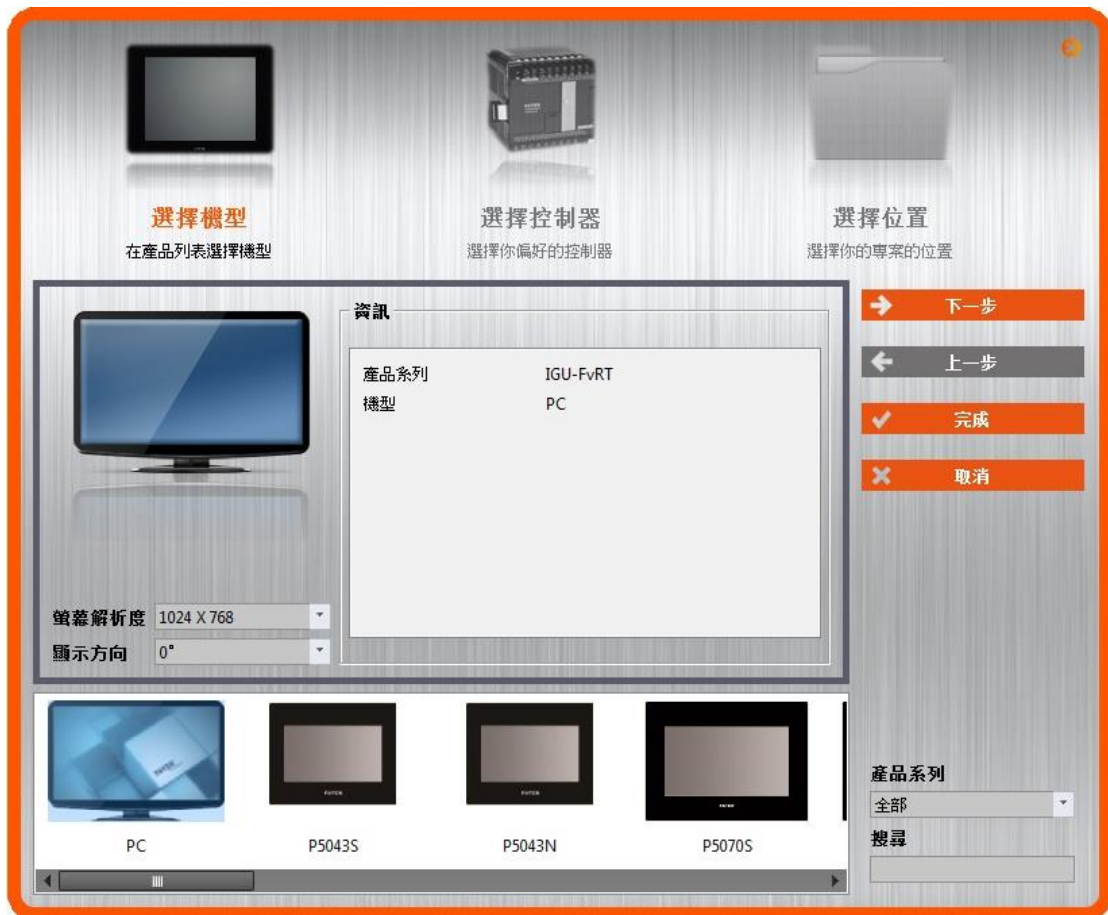 選擇機型
在產品列表選擇機型
選擇控制器
選擇你偏好的控制器
選擇位置
選擇你的專案的位置
資訊
產品系列 IGU-FvRT
機型 PC
螢幕解析度 1024 X 768
顯示方向 0°
下一步
上一步
完成
取消
PC
P5043S
P5043N
P5070S
FATEK
FATEK
產品系列
全部
搜尋